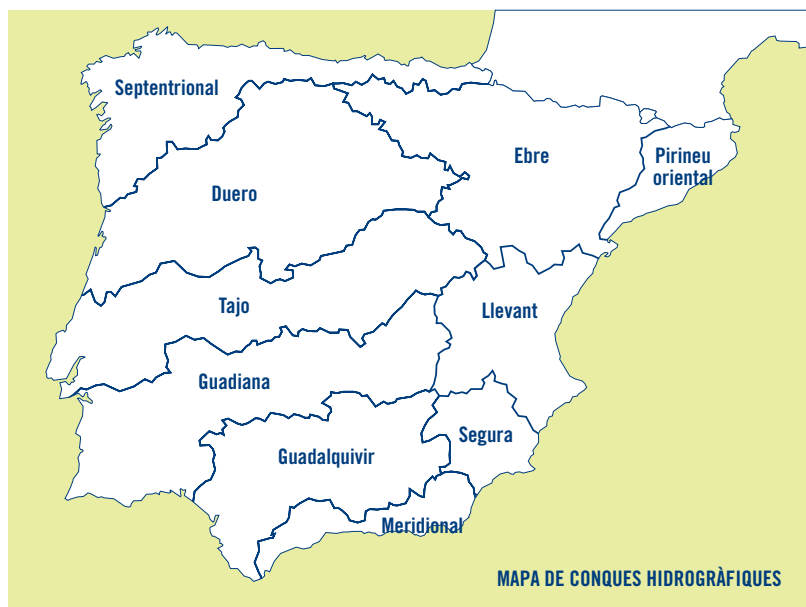 Septentrional
Ebre
Pirineu
oriental
Duero
Tajo
Llevant
Guadiana
Segura
Guadalquivir
Meridional
MAPA DE CONQUES HIDROGRÀFIQUES